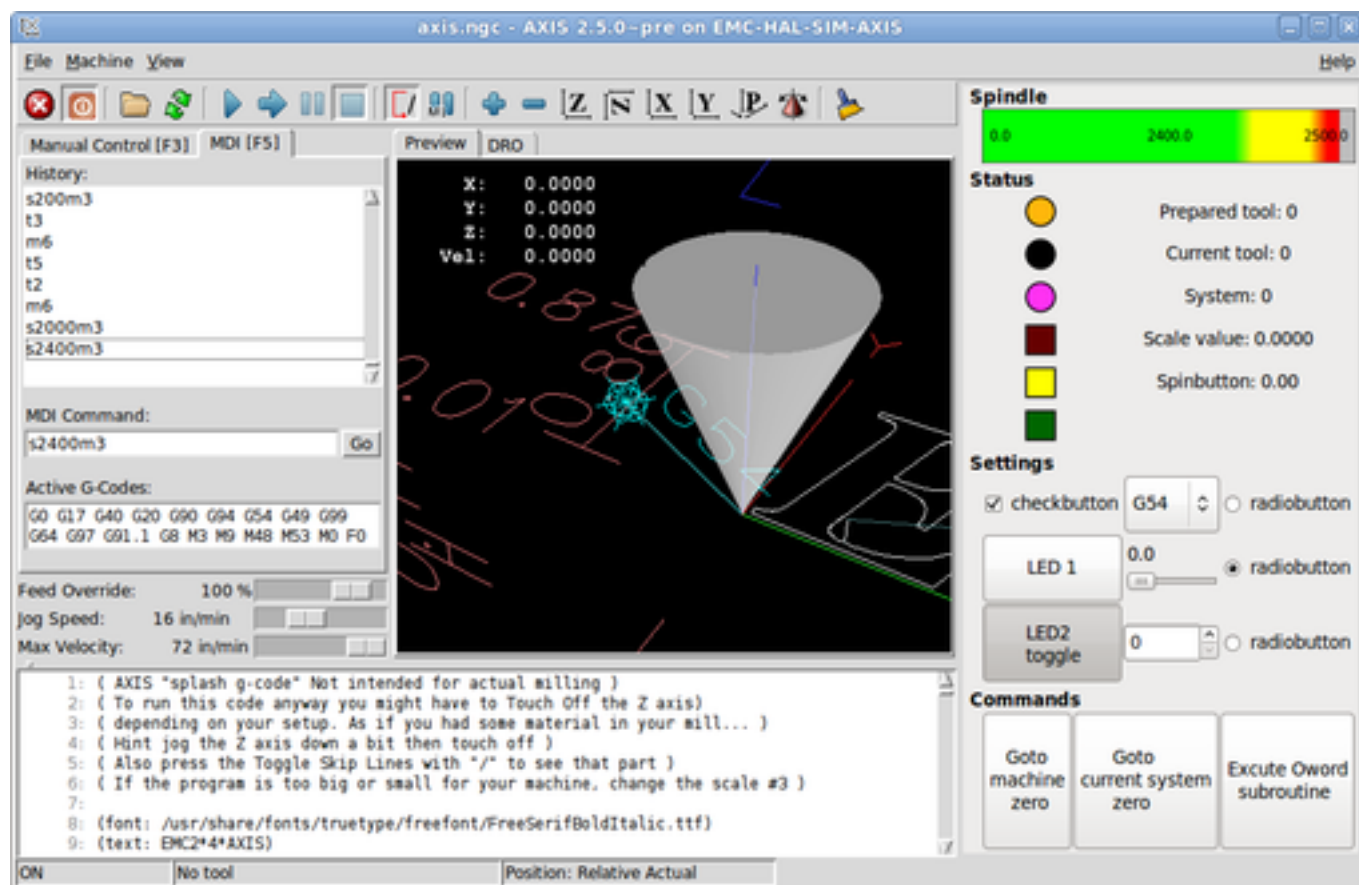 axis.ngc - AXIS 2.5.0~pre on EMC-HAL-SIM-AXIS
File Machine View Help
Manual Control [F3] MDI [F5]
History:
s200m3
t3
m6
t5
t2
m6
s2000m3
s2400m3
MDI Command:
s2400m3 Go
Active G-Codes:
G0 G17 G40 G20 G90 G94 G54 G49 G99
G64 G97 G91.1 G8 M3 M9 M48 M53 M0 F0
Feed Override: 100 %
Jog Speed: 16 in/min
Max Velocity: 72 in/min
Preview DRO
X: 0.0000
Y: 0.0000
Z: 0.0000
Vel: 0.0000
G54
Spindle
0.0 2400.0 2500.0
Status
Prepared tool: 0
Current tool: 0
System: 0
Scale value: 0.0000
Spinbutton: 0.00
Settings
checkbutton G54 radiobutton
LED 1 0.0 radiobutton
LED2
toggle 0 radiobutton
Commands
Goto
machine
zero
Goto
current system
zero
Excute Oword
subroutine
1: ( AXIS "splash g-code" Not intended for actual milling )
2: ( To run this code anyway you might have to Touch Off the Z axis)
3: ( depending on your setup. As if you had some material in your mill... )
4: ( Hint jog the Z axis down a bit then touch off )
5: ( Also press the Toggle Skip Lines with "/" to see that part )
6: ( If the program is too big or small for your machine, change the scale #3 )
7:
8: (font: /usr/share/fonts/truetype/freefont/FreeSerifBoldItalic.ttf)
9: (text: EMC2*4*AXIS)
ON No tool Position: Relative Actual